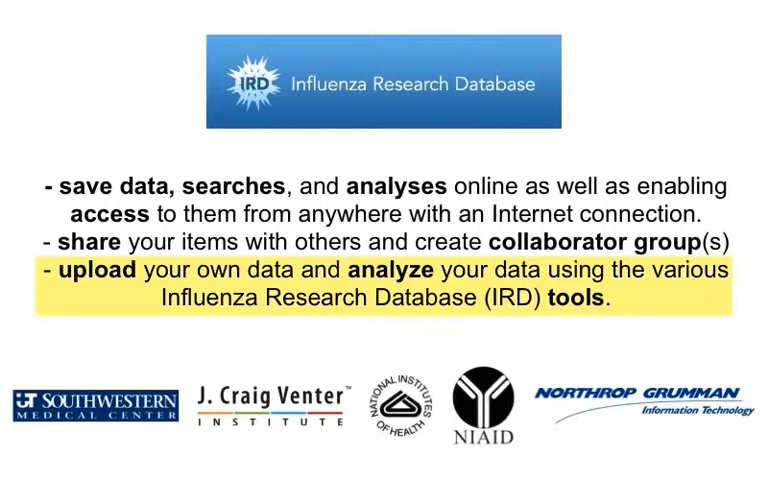 IRD Influenza Research Database
- save data, searches, and analyses online as well as enabling
access to them from anywhere with an Internet connection.
- share your items with others and create collaborator group(s)
- upload your own data and analyze your data using the various
Influenza Research Database (IRD) tools.
UT SOUTHWESTERN
MEDICAL CENTER
J. Craig Venter™
INSTITUTE
NATIONAL INSTITUTES
OF HEALTH
NIAID
NORTHROP GRUMMAN
Information Technology